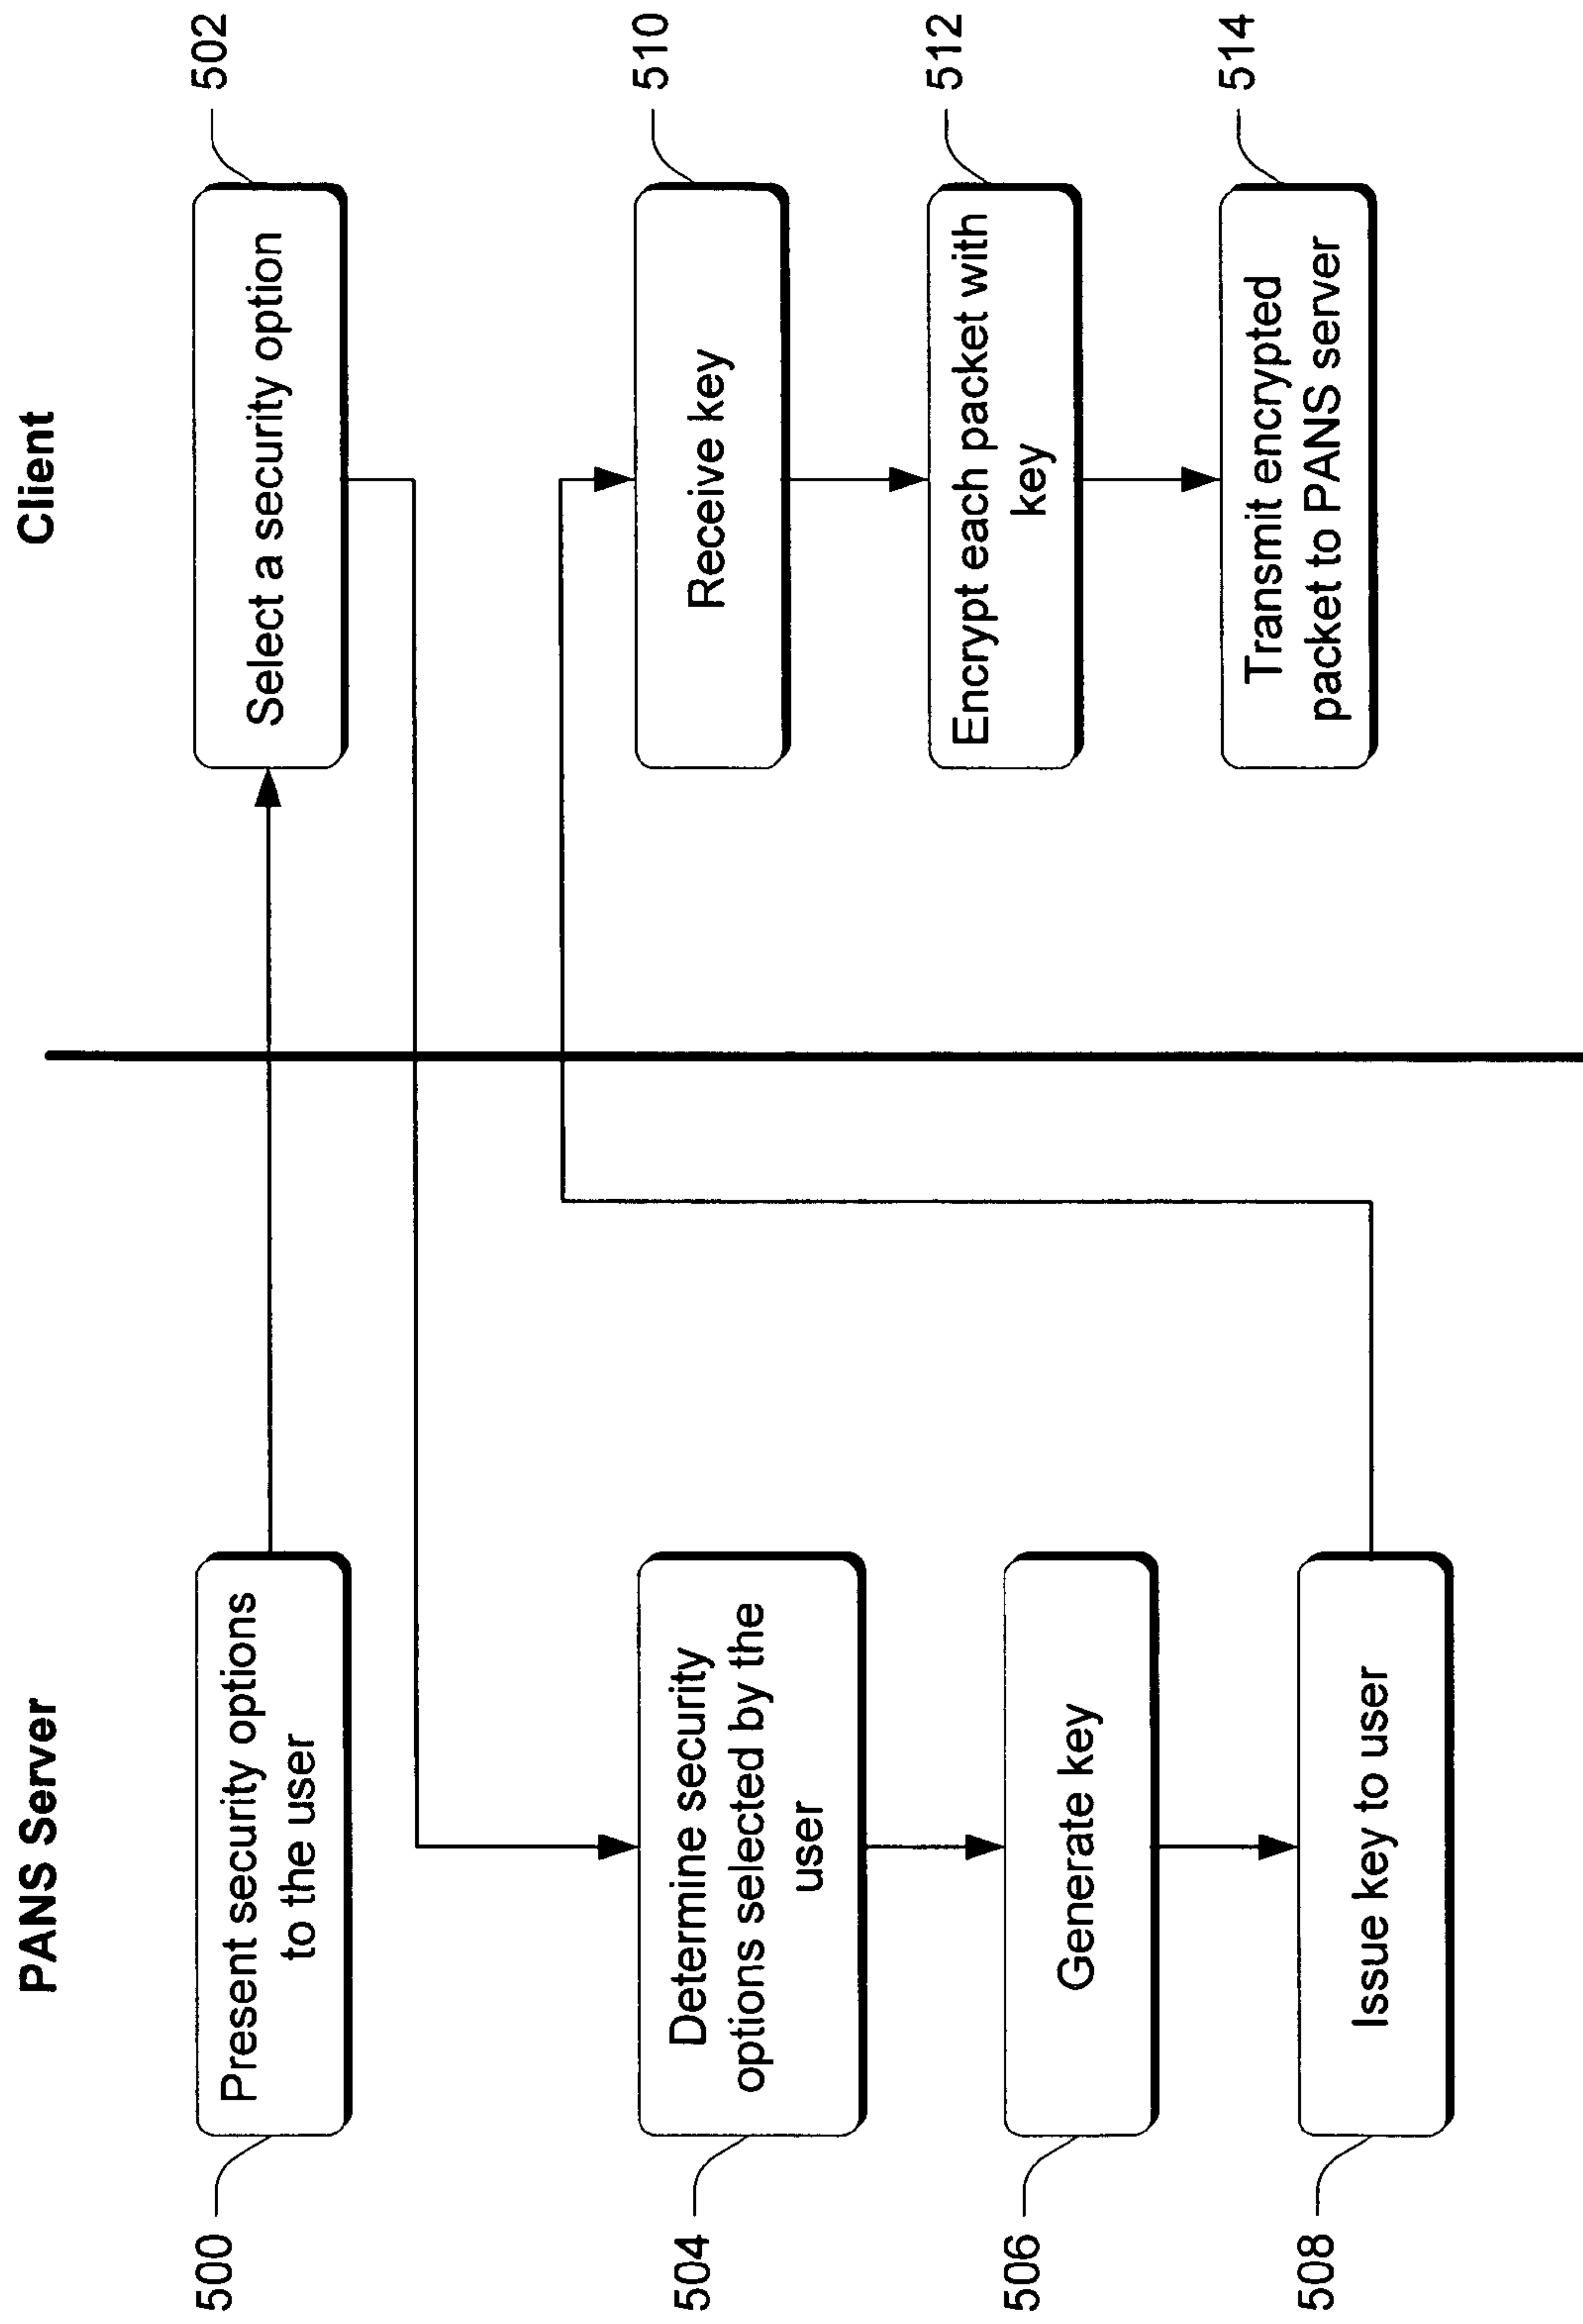 PANS Server
Client
500
Present security options
to the user
Select a security option
502
504
Determine security
options selected by the
user
506
Generate key
508
Issue key to user
Receive key
510
Encrypt each packet with
key
512
Transmit encrypted
packet to PANS server
514